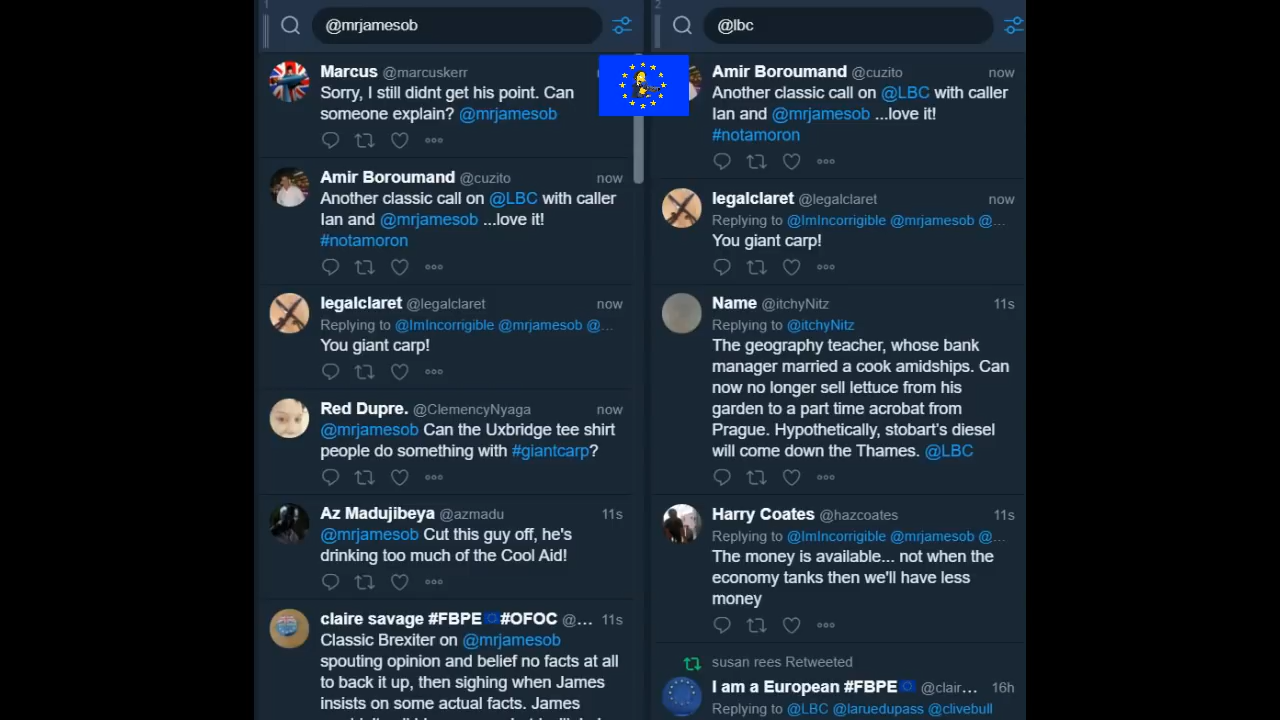 1
@mrjamesob
Marcus @marcuskerr
Sorry, I still didnt get his point. Can
someone explain? @mrjamesob
Amir Boroumand @cuzito now
Another classic call on @LBC with caller
Ian and @mrjamesob ...love it!
#notamoron
legalclaret @legalclaret now
Replying to @ImIncorrigible @mrjamesob @...
You giant carp!
Red Dupre. @ClemencyNyaga now
@mrjamesob Can the Uxbridge tee shirt
people do something with #giantcarp?
Az Madujibeya @azmadu 11s
@mrjamesob Cut this guy off, he's
drinking too much of the Cool Aid!
claire savage #FBPE #OFOC @... 11s
Classic Brexiter on @mrjamesob
spouting opinion and belief no facts at all
to back it up, then sighing when James
insists on some actual facts. James
2
@lbc
Amir Boroumand @cuzito now
Another classic call on @LBC with caller
Ian and @mrjamesob ...love it!
#notamoron
legalclaret @legalclaret now
Replying to @ImIncorrigible @mrjamesob @...
You giant carp!
Name @itchyNitz 11s
Replying to @itchyNitz
The geography teacher, whose bank
manager married a cook amidships. Can
now no longer sell lettuce from his
garden to a part time acrobat from
Prague. Hypothetically, stobart's diesel
will come down the Thames. @LBC
Harry Coates @hazcoates 11s
Replying to @ImIncorrigible @mrjamesob @...
The money is available... not when the
economy tanks then we'll have less
money
susan rees Retweeted
I am a European #FBPE @clair... 16h
Replying to @LBC @laruedupass @clivebull